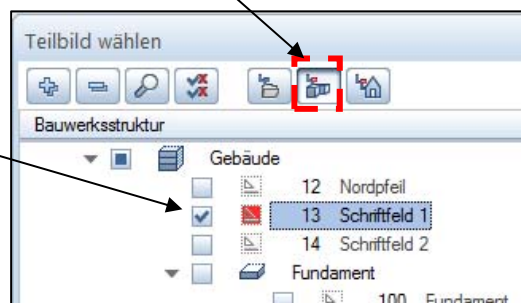 Teilbild wählen
Bauwerksstruktur
Gebäude
12 Nordpfeil
13 Schriftfeld 1
14 Schriftfeld 2
Fundament
100 Fundament